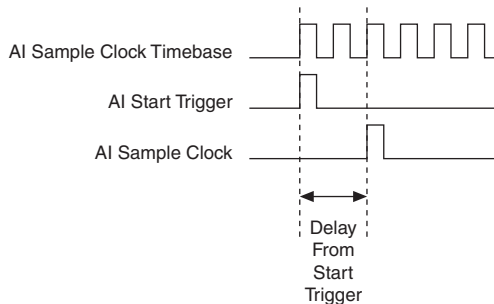 AI Sample Clock Timebase
AI Start Trigger
AI Sample Clock
Delay
From
Start
Trigger